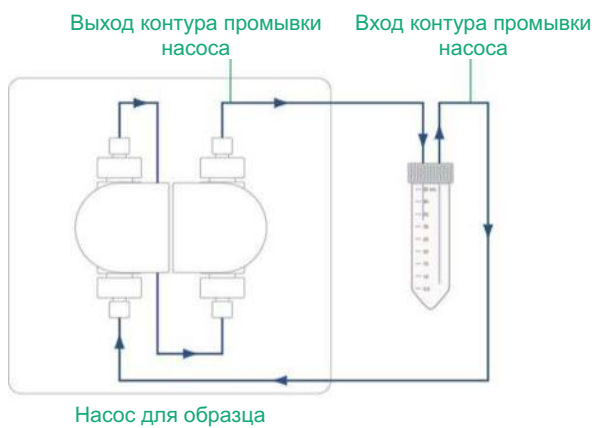 Выход контура промывки
насоса
Вход контура промывки
насоса
Насос для образца